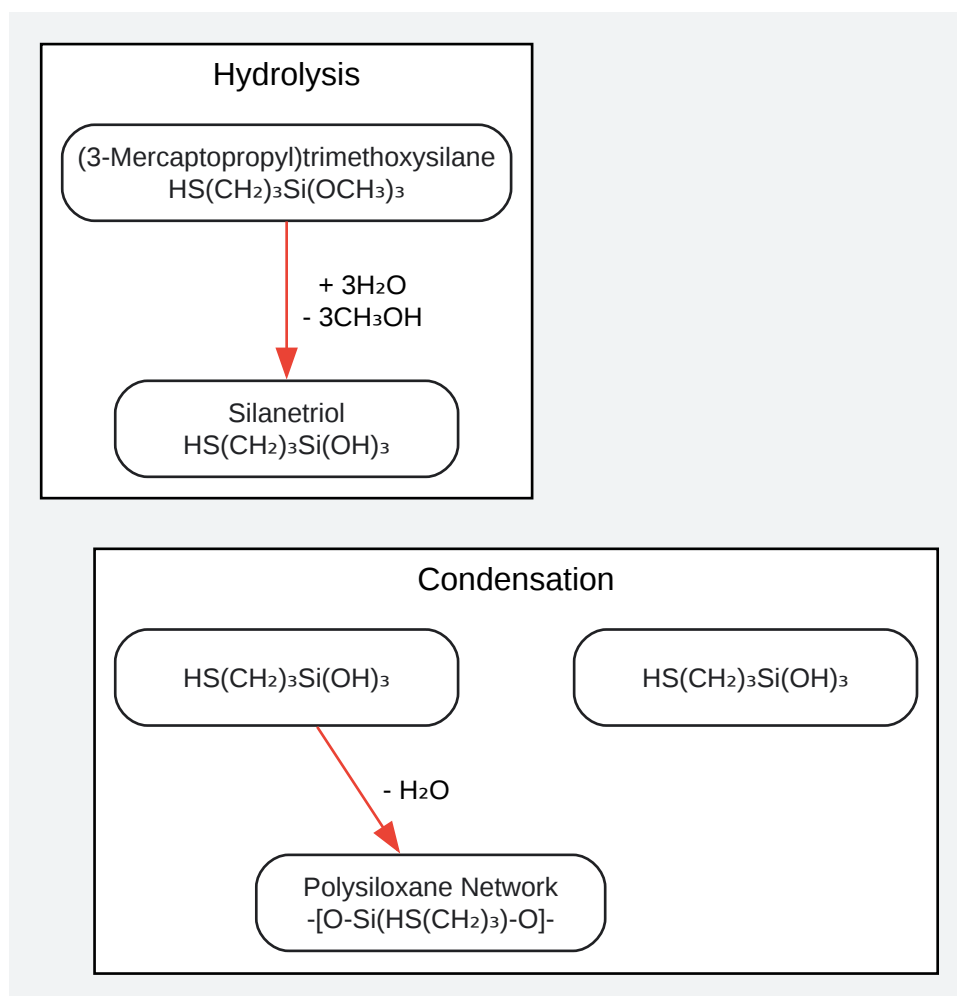 Hydrolysis
(3-Mercaptopropyl)trimethoxysilane
HS(CH₂)₃Si(OCH₃)₃
+ 3H₂O
- 3CH₃OH
Silanetriol
HS(CH₂)₃Si(OH)₃
Condensation
HS(CH₂)₃Si(OH)₃
HS(CH₂)₃Si(OH)₃
- H₂O
Polysiloxane Network
-[O-Si(HS(CH₂)₃)-O]-